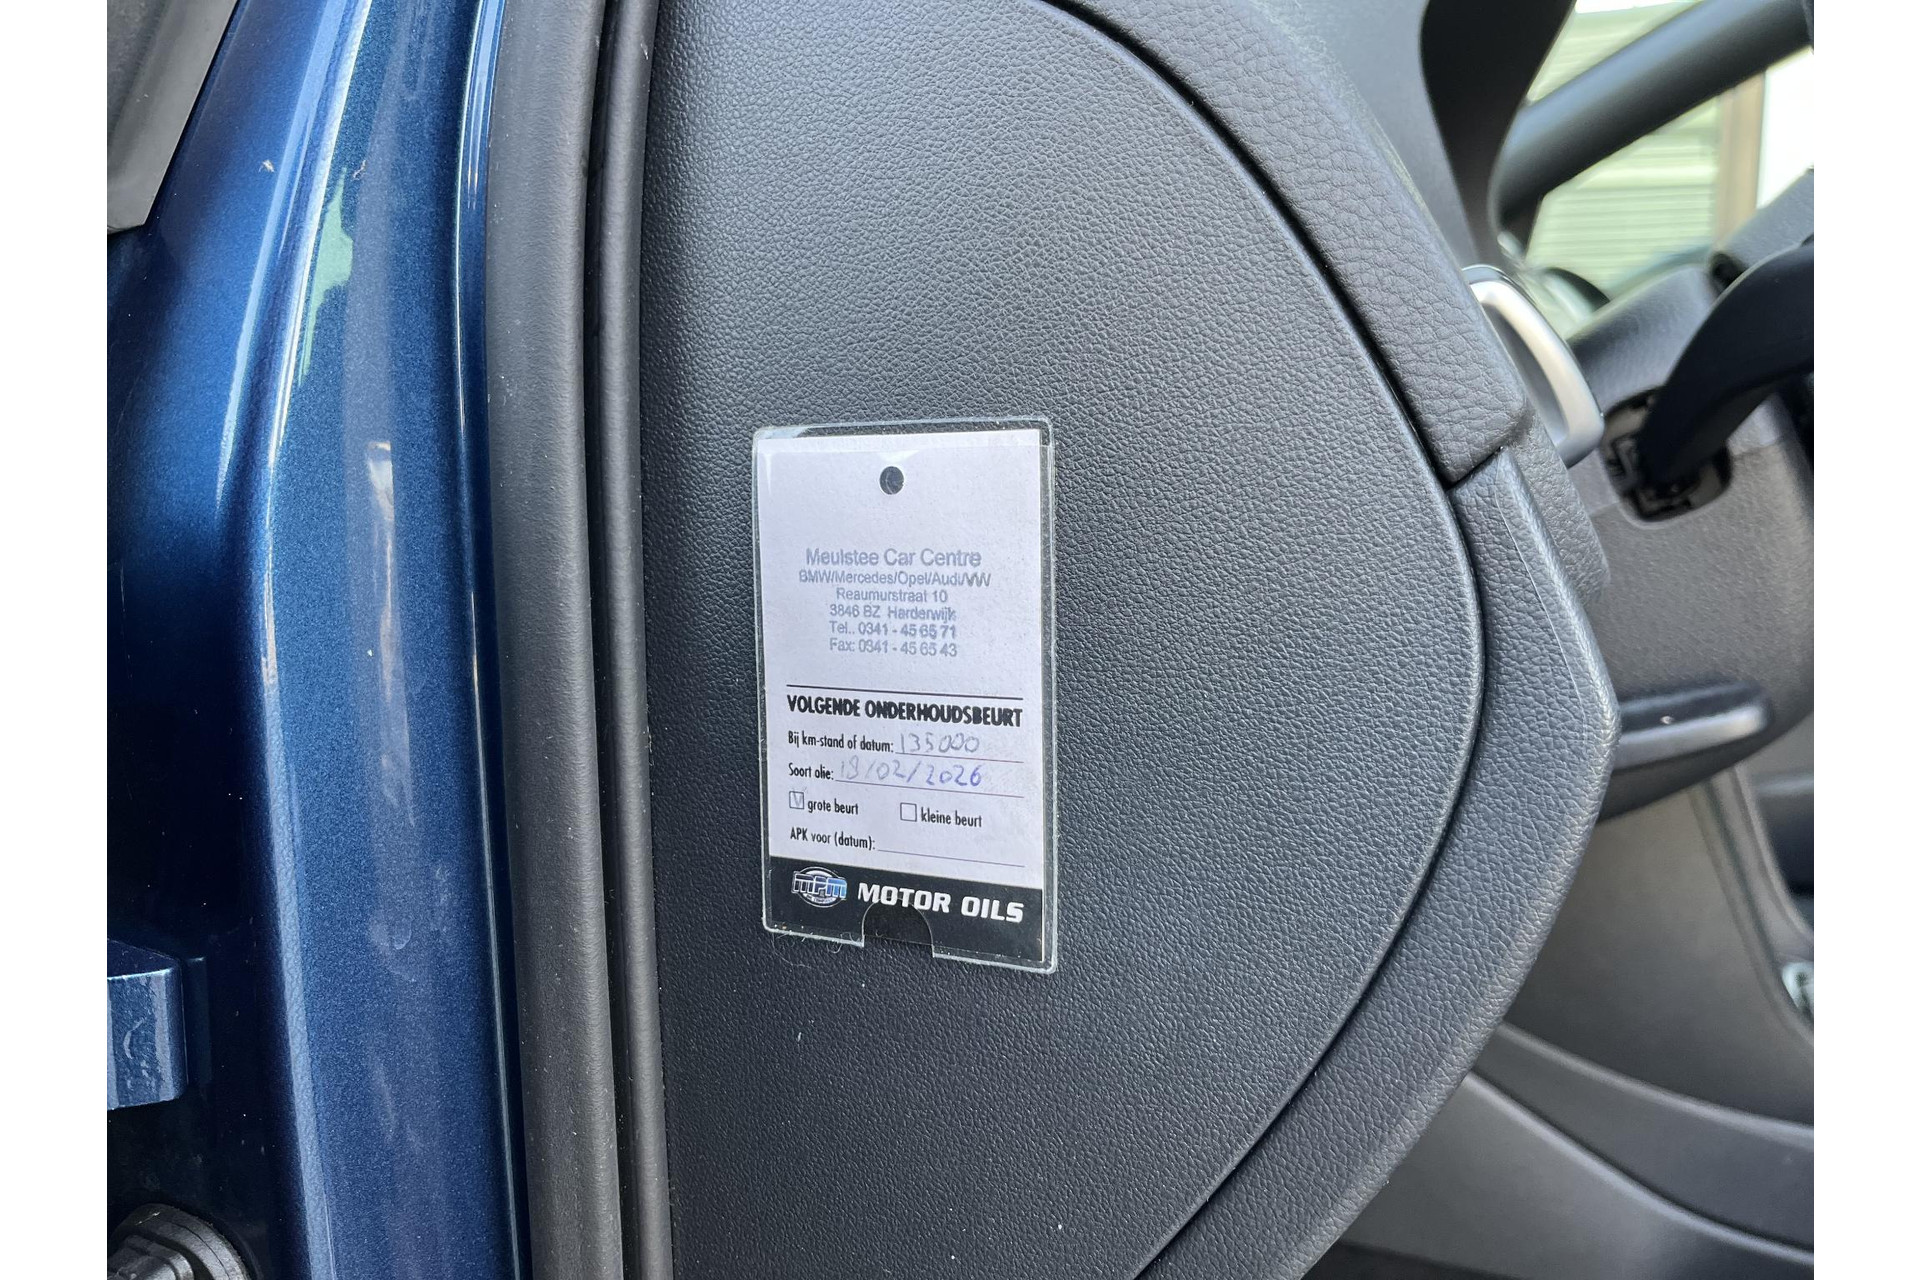 Meulstee Car Centre
BMW/Mercedes/Opel/Audi/VW
Reaumurstraat 10
3846 BZ Harderwijk
Tel.. 0341 - 45 65 71
Fax: 0341 - 45 65 43
VOLGENDE ONDERHOUDSBEURT
Bij km-stand of datum: 135000
Soort olie: 19/02/2026
V grote beurt kleine beurt
APK voor (datum):
mpm MOTOR OILS